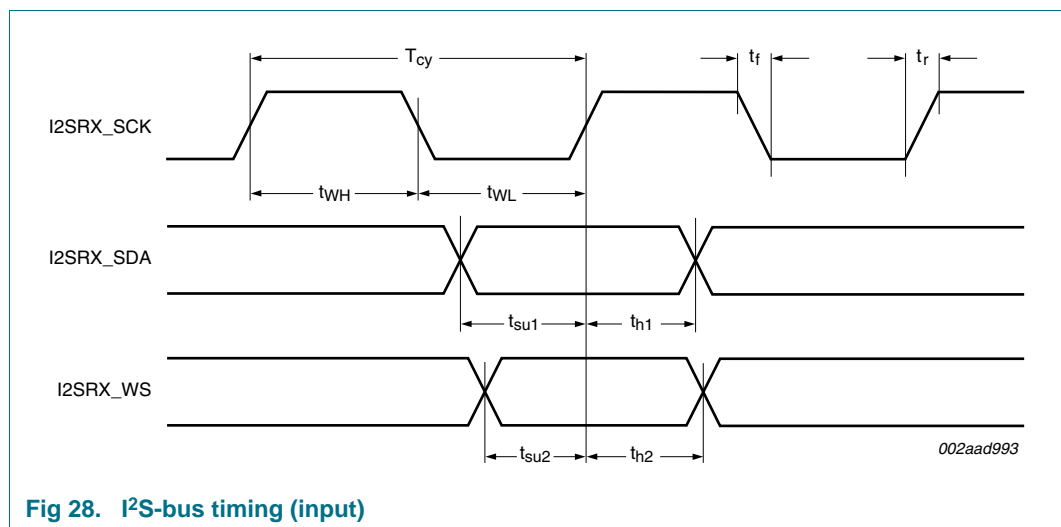 Tcy
tf
tr
I2SRX_SCK
tWH
tWL
I2SRX_SDA
tsu1
th1
I2SRX_WS
tsu2
th2
002aad993
Fig 28. I2S-bus timing (input)